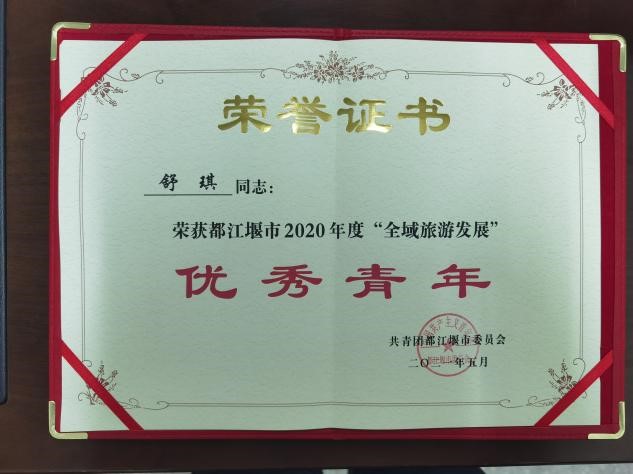 荣誉证书
舒 琪 同志：
荣获都江堰市2020年度“全域旅游发展”
优秀青年
共青团都江堰市委员会
二〇二一年五月